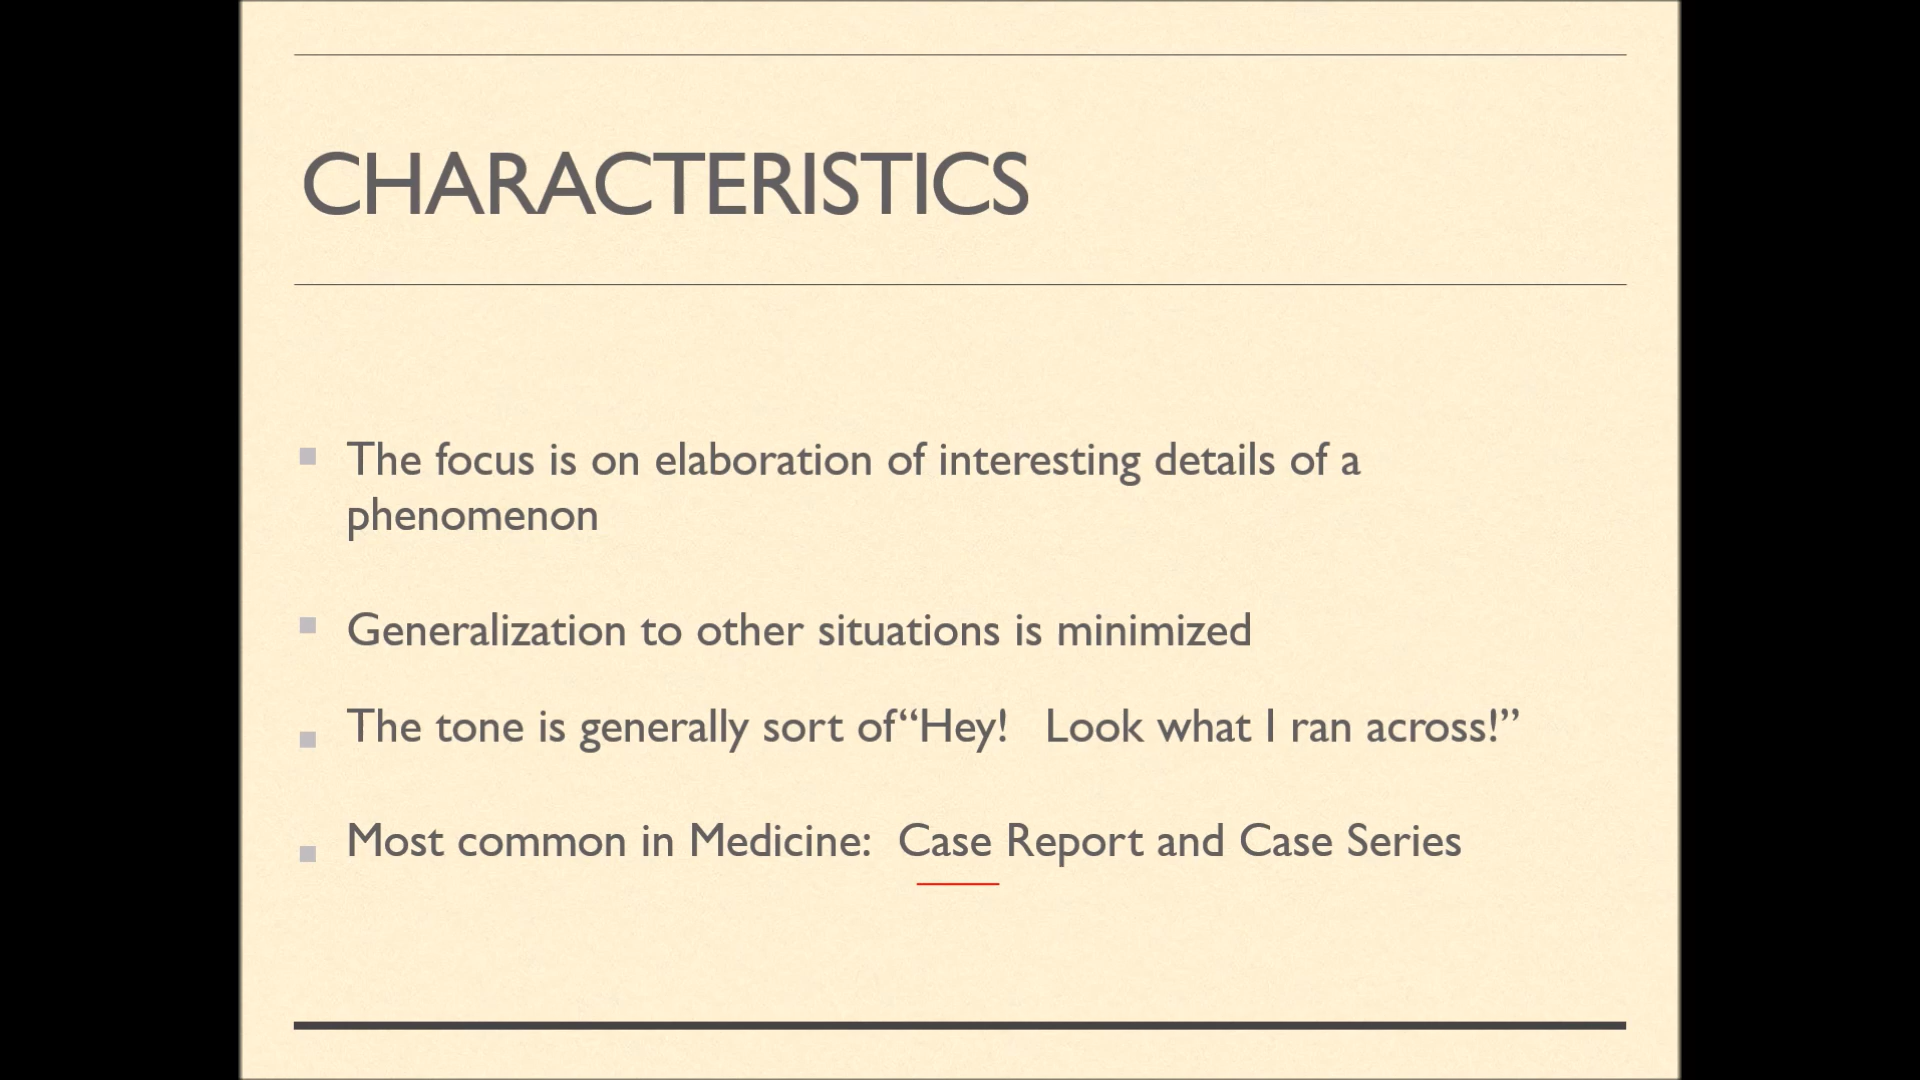 CHARACTERISTICS
The focus is on elaboration of interesting details of a
phenomenon
Generalization to other situations is minimized
The tone is generally sort of“Hey!   Look what I ran across!”
Most common in Medicine:  Case Report and Case Series